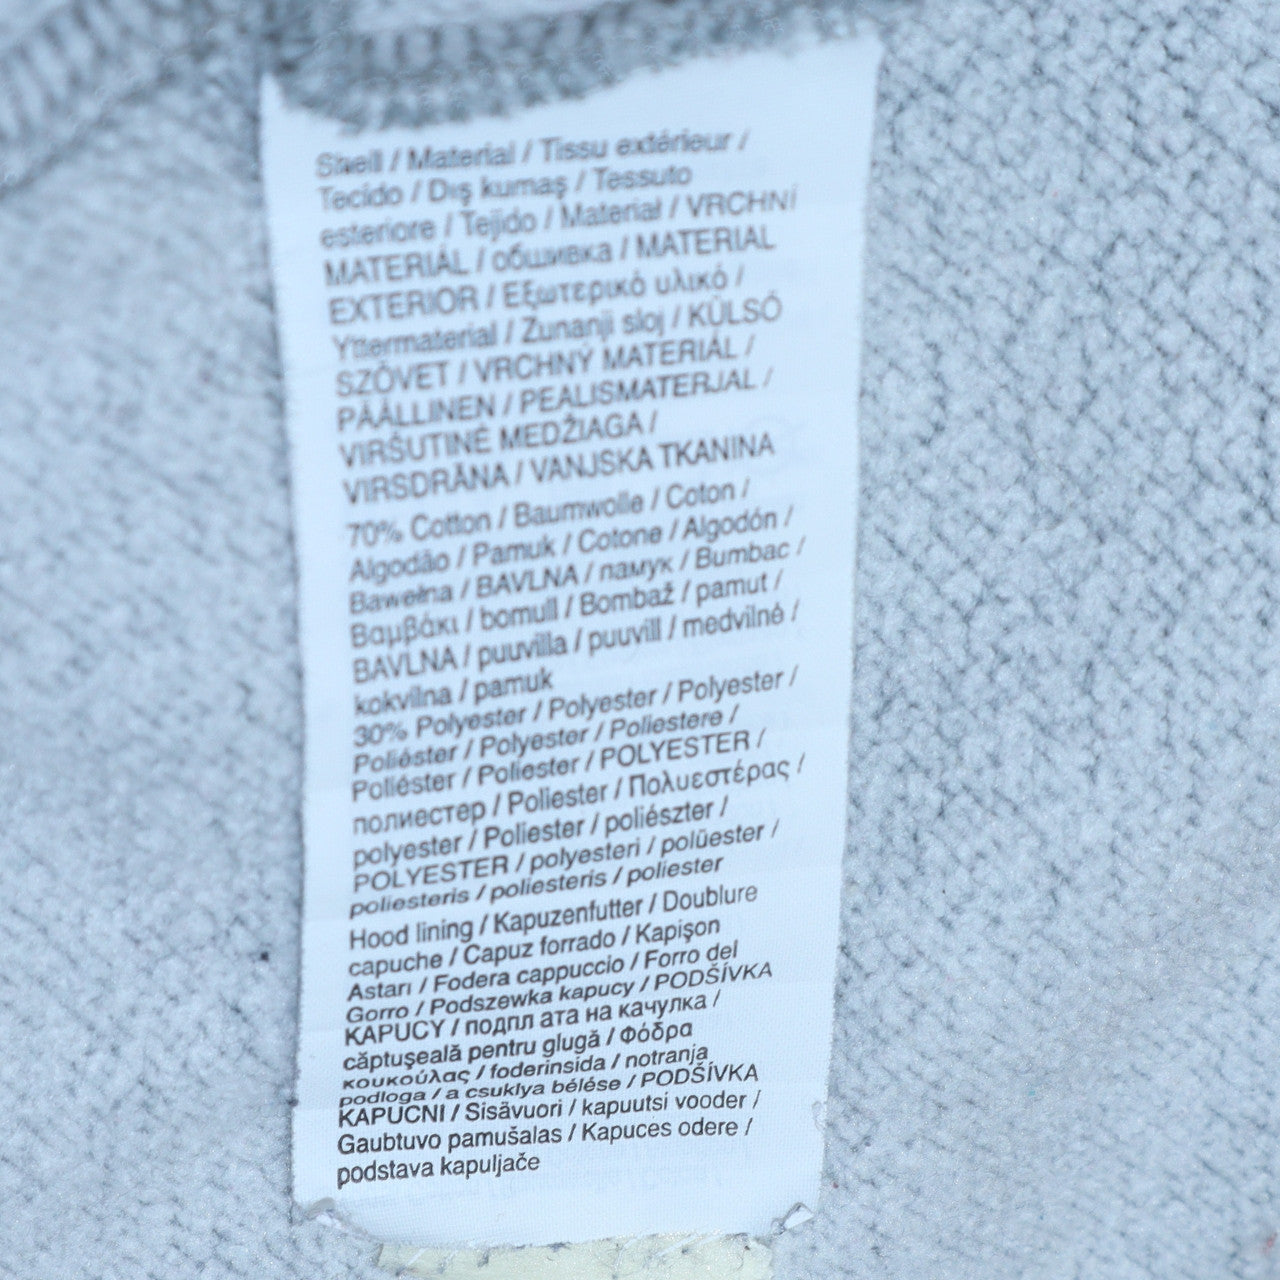 Shell / Material / Tissu extérieur /
Tecido / Dış kumaş / Tessuto
esteriore / Tejido / Materiał / VRCHNÍ
MATERIÁL / обшивка / MATERIAL
EXTERIOR / Εξωτερικό υλικό /
Yttermaterial / Zunanji sloj / KÜLSŐ
SZÖVET / VRCHNÝ MATERIÁL /
PÄÄLLINEN / PEALISMATERJAL /
VIRŠUTINĖ MEDŽIAGA /
VIRSDRĀNA / VANJSKA TKANINA
70% Cotton / Baumwolle / Coton /
Algodão / Pamuk / Cotone / Algodón /
Bawełna / BAVLNA / памук / Bumbac /
Βαμβάκι / bomull / Bombaž / pamut /
BAVLNA / puuvilla / puuvill / medvilnė /
kokvilna / pamuk
30% Polyester / Polyester / Polyester /
Poliéster / Polyester / Poliestere /
Poliéster / Poliester / POLYESTER /
полиестер / Poliester / Πολυεστέρας /
polyester / Poliester / poliészter /
POLYESTER / polyesteri / polüester /
poliesteris / poliesteris / poliester
Hood lining / Kapuzenfutter / Doublure
capuche / Capuz forrado / Kapişon
Astarı / Fodera cappuccio / Forro del
Gorro / Podszewka kapucy / PODŠÍVKA
KAPUCY / подпл ата на качулка /
căptușeală pentru glugă / Φόδρα
κουκούλας / foderinsida / notranja
podloga / a csuklya bélése / PODŠÍVKA
KAPUCNI / Sisävuori / kapuutsi vooder /
Gaubtuvo pamušalas / Kapuces odere /
podstava kapuljače